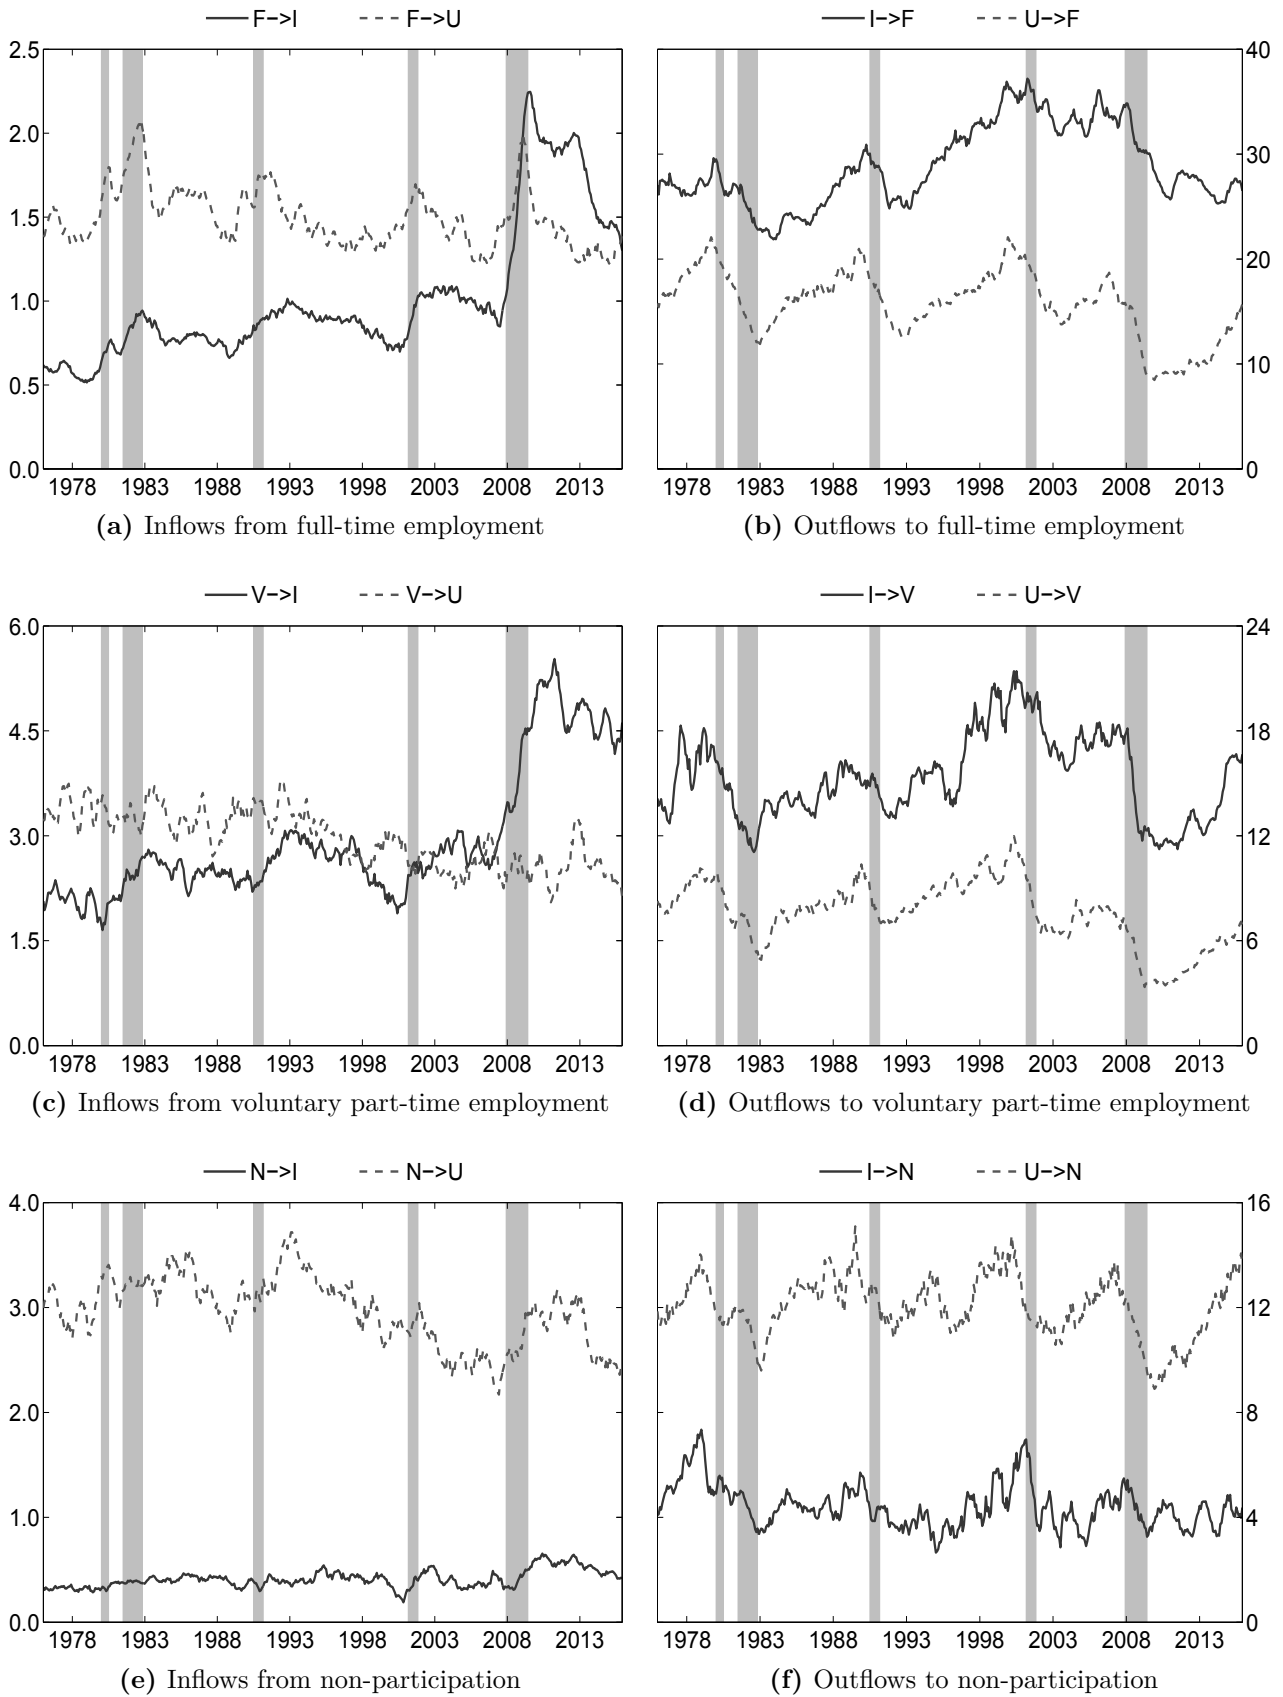 F−>I F−>U I−>F U−>F
2.5 40
2.0 30
1.5
20
1.0
10
0.5
0.0 0
1978 1983 1988 1993 1998 2003 2008 2013 1978 1983 1988 1993 1998 2003 2008 2013
(a) Inflows from full-time employment (b) Outflows to full-time employment
V−>I V−>U I−>V U−>V
6.0 24
4.5 18
3.0 12
1.5 6
0.0 0
1978 1983 1988 1993 1998 2003 2008 2013 1978 1983 1988 1993 1998 2003 2008 2013
(c) Inflows from voluntary part-time employment (d) Outflows to voluntary part-time employment
N−>I N−>U I−>N U−>N
4.0 16
3.0 12
2.0 8
1.0 4
0.0 0
1978 1983 1988 1993 1998 2003 2008 2013 1978 1983 1988 1993 1998 2003 2008 2013
(e) Inflows from non-participation (f) Outflows to non-participation